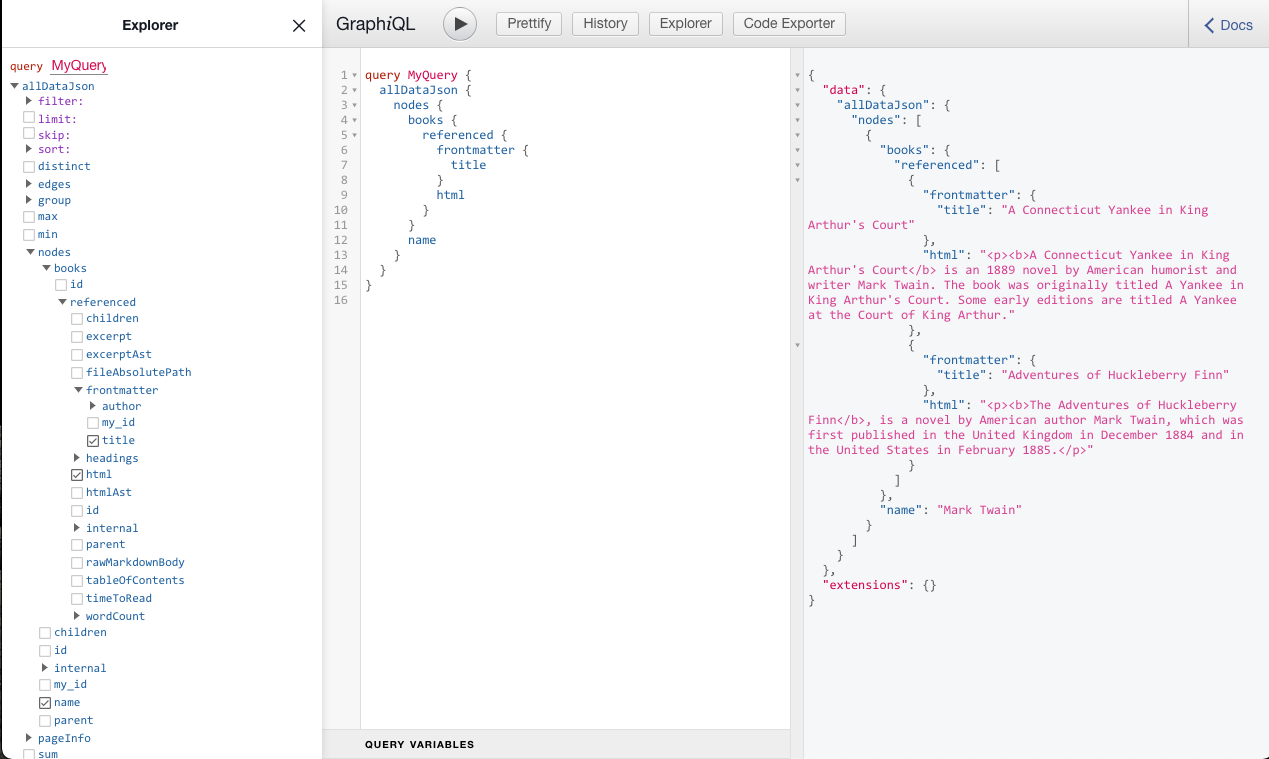 Explorer
GraphiQL
Prettify
History
Explorer
Code Exporter
Docs
query MyQuery
allDataJson
filter:
limit:
skip:
sort:
distinct
edges
group
max
min
nodes
books
id
referenced
children
excerpt
excerptAst
fileAbsolutePath
frontmatter
author
my_id
title
headings
html
htmlAst
id
internal
parent
rawMarkdownBody
tableOfContents
timeToRead
wordCount
children
id
internal
my_id
name
parent
pageInfo
sum
1 query MyQuery {
2 allDataJson {
3 nodes {
4 books {
5 referenced {
6 frontmatter {
7 title
8 }
9 html
10 }
11 }
12 name
13 }
14 }
15 }
16
QUERY VARIABLES
{
"data": {
"allDataJson": {
"nodes": [
{
"books": {
"referenced": [
{
"frontmatter": {
"title": "A Connecticut Yankee in King
Arthur's Court"
},
"html": "<p><b>A Connecticut Yankee in King
Arthur's Court</b> is an 1889 novel by American humorist and
writer Mark Twain. The book was originally titled A Yankee in
King Arthur's Court. Some early editions are titled A Yankee
at the Court of King Arthur."
},
{
"frontmatter": {
"title": "Adventures of Huckleberry Finn"
},
"html": "<p><b>The Adventures of Huckleberry
Finn</b>, is a novel by American author Mark Twain, which was
first published in the United Kingdom in December 1884 and in
the United States in February 1885.</p>"
}
]
},
"name": "Mark Twain"
}
]
}
},
"extensions": {}
}